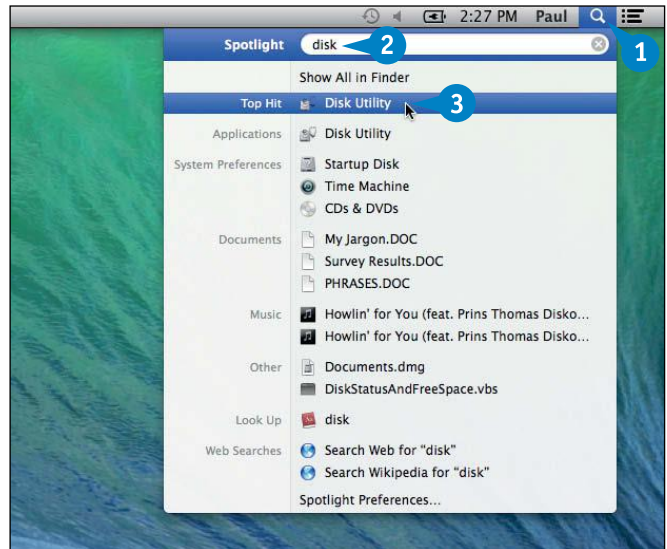 2:27 PM Paul
1
Spotlight disk 2
Show All in Finder
Top Hit Disk Utility 3
Applications Disk Utility
System Preferences Startup Disk
Time Machine
CDs & DVDs
Documents My Jargon.DOC
Survey Results.DOC
PHRASES.DOC
Music Howlin' for You (feat. Prins Thomas Disko...
Howlin' for You (feat. Prins Thomas Disko...
Other Documents.dmg
DiskStatusAndFreeSpace.vbs
Look Up disk
Web Searches Search Web for "disk"
Search Wikipedia for "disk"
Spotlight Preferences...